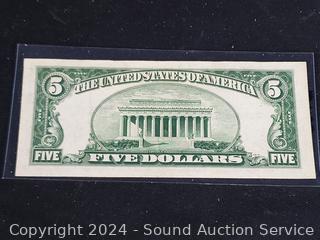 5 THE UNITED STATES OF AMERICA 5
FIVE FIVE DOLLARS FIVE
Copyright © 2024 - Sound Auction Service